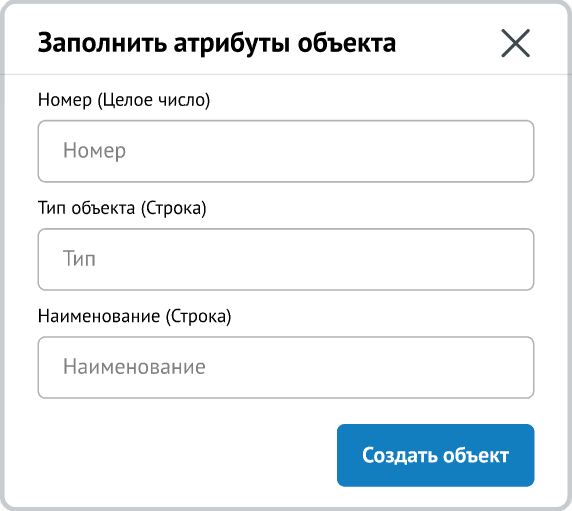 Заполнить атрибуты объекта
Номер (Целое число)
Номер
Тип объекта (Строка)
Тип
Наименование (Строка)
Наименование
Создать объект